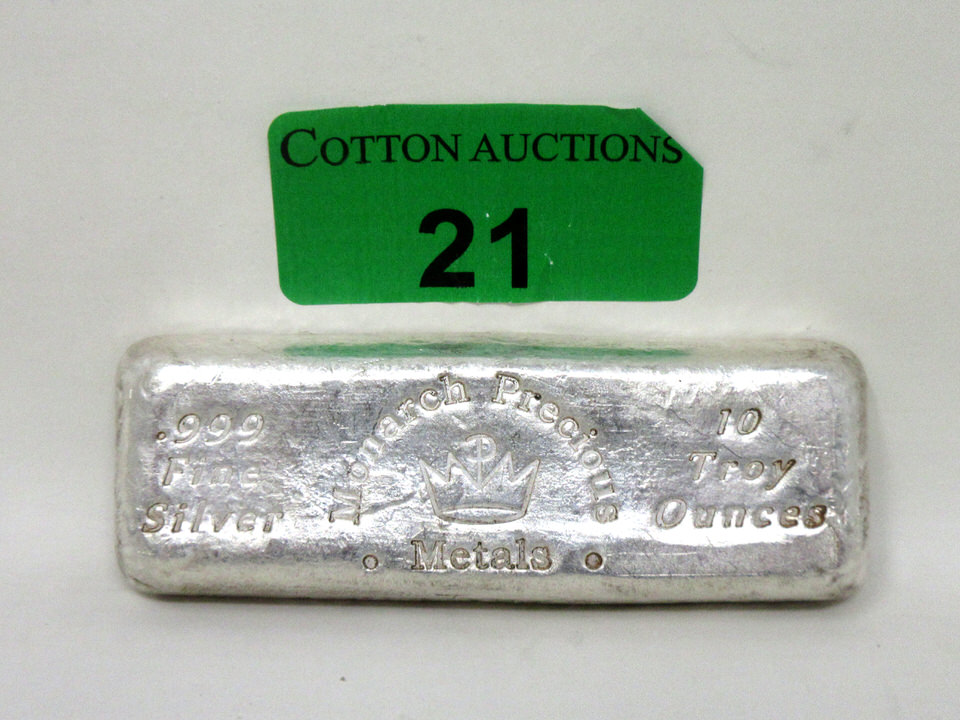 COTTON AUCTIONS
21
.999
Fine
Silver
Monarch Precious
Metals
10
Troy
Ounces